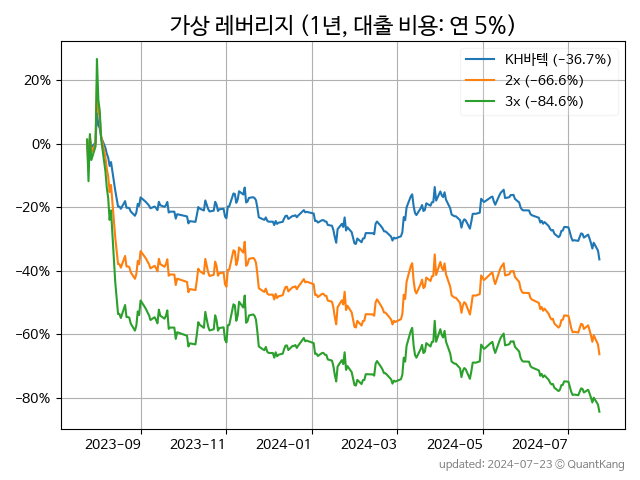 가상 레버리지 (1년, 대출 비용: 연 5%)
KH바텍 (−36.7%)
2x (−66.6%)
3x (−84.6%)
20%
0%
−20%
−40%
−60%
−80%
2023-09 2023-11 2024-01 2024-03 2024-05 2024-07
updated: 2024-07-23 © QuantKang